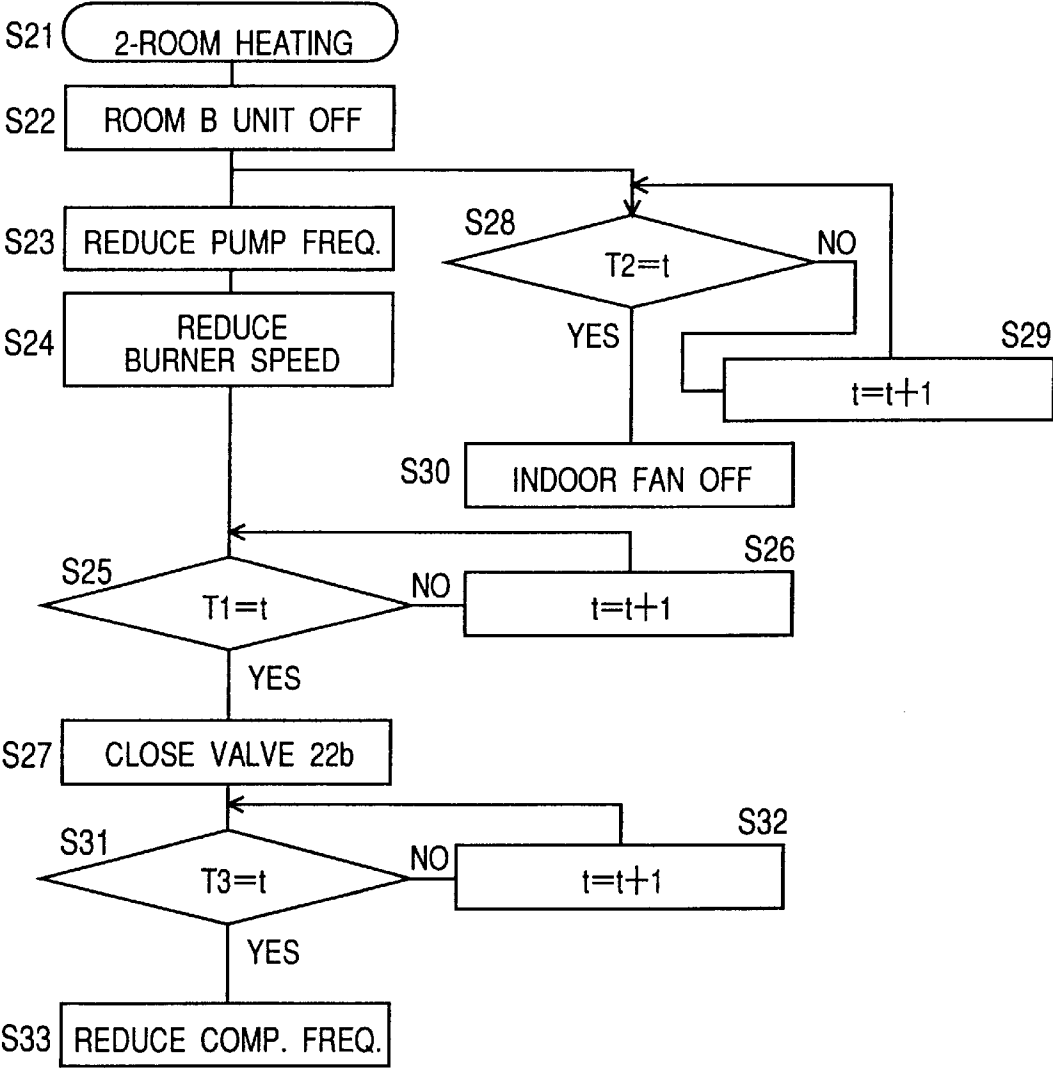 S21
2-ROOM HEATING
S22
ROOM B UNIT OFF
S23
REDUCE PUMP FREQ.
S24
REDUCE
BURNER SPEED
S28
T2=t
NO
YES
S29
t=t+1
S30
INDOOR FAN OFF
S25
T1=t
NO
YES
S26
t=t+1
S27
CLOSE VALVE 22b
S31
T3=t
NO
YES
S32
t=t+1
S33
REDUCE COMP. FREQ.